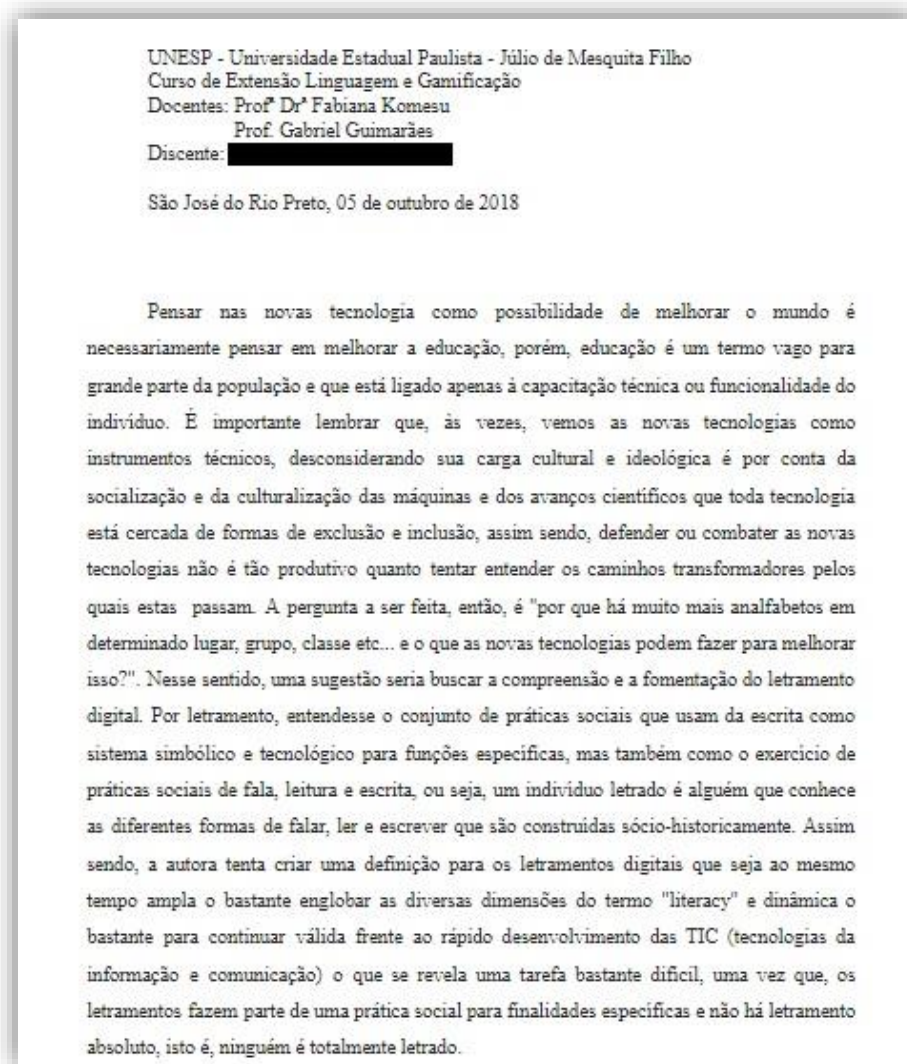 UNESP - Universidade Estadual Paulista - Júlio de Mesquita Filho
Curso de Extensão Linguagem e Gamificação
Docentes: Profª Drª Fabiana Komesu
Prof. Gabriel Guimarães
Discente:
São José do Rio Preto, 05 de outubro de 2018
Pensar nas novas tecnologia como possibilidade de melhorar o mundo é
necessariamente pensar em melhorar a educação, porém, educação é um termo vago para
grande parte da população e que está ligado apenas à capacitação técnica ou funcionalidade do
indivíduo. É importante lembrar que, às vezes, vemos as novas tecnologias como
instrumentos técnicos, desconsiderando sua carga cultural e ideológica é por conta da
socialização e da culturalização das máquinas e dos avanços científicos que toda tecnologia
está cercada de formas de exclusão e inclusão, assim sendo, defender ou combater as novas
tecnologias não é tão produtivo quanto tentar entender os caminhos transformadores pelos
quais estas passam. A pergunta a ser feita, então, é "por que há muito mais analfabetos em
determinado lugar, grupo, classe etc... e o que as novas tecnologias podem fazer para melhorar
isso?". Nesse sentido, uma sugestão seria buscar a compreensão e a fomentação do letramento
digital. Por letramento, entendesse o conjunto de práticas sociais que usam da escrita como
sistema simbólico e tecnológico para funções específicas, mas também como o exercício de
práticas sociais de fala, leitura e escrita, ou seja, um indivíduo letrado é alguém que conhece
as diferentes formas de falar, ler e escrever que são construídas sócio-historicamente. Assim
sendo, a autora tenta criar uma definição para os letramentos digitais que seja ao mesmo
tempo ampla o bastante englobar as diversas dimensões do termo "literacy" e dinâmica o
bastante para continuar válida frente ao rápido desenvolvimento das TIC (tecnologias da
informação e comunicação) o que se revela uma tarefa bastante difícil, uma vez que, os
letramentos fazem parte de uma prática social para finalidades específicas e não há letramento
absoluto, isto é, ninguém é totalmente letrado.